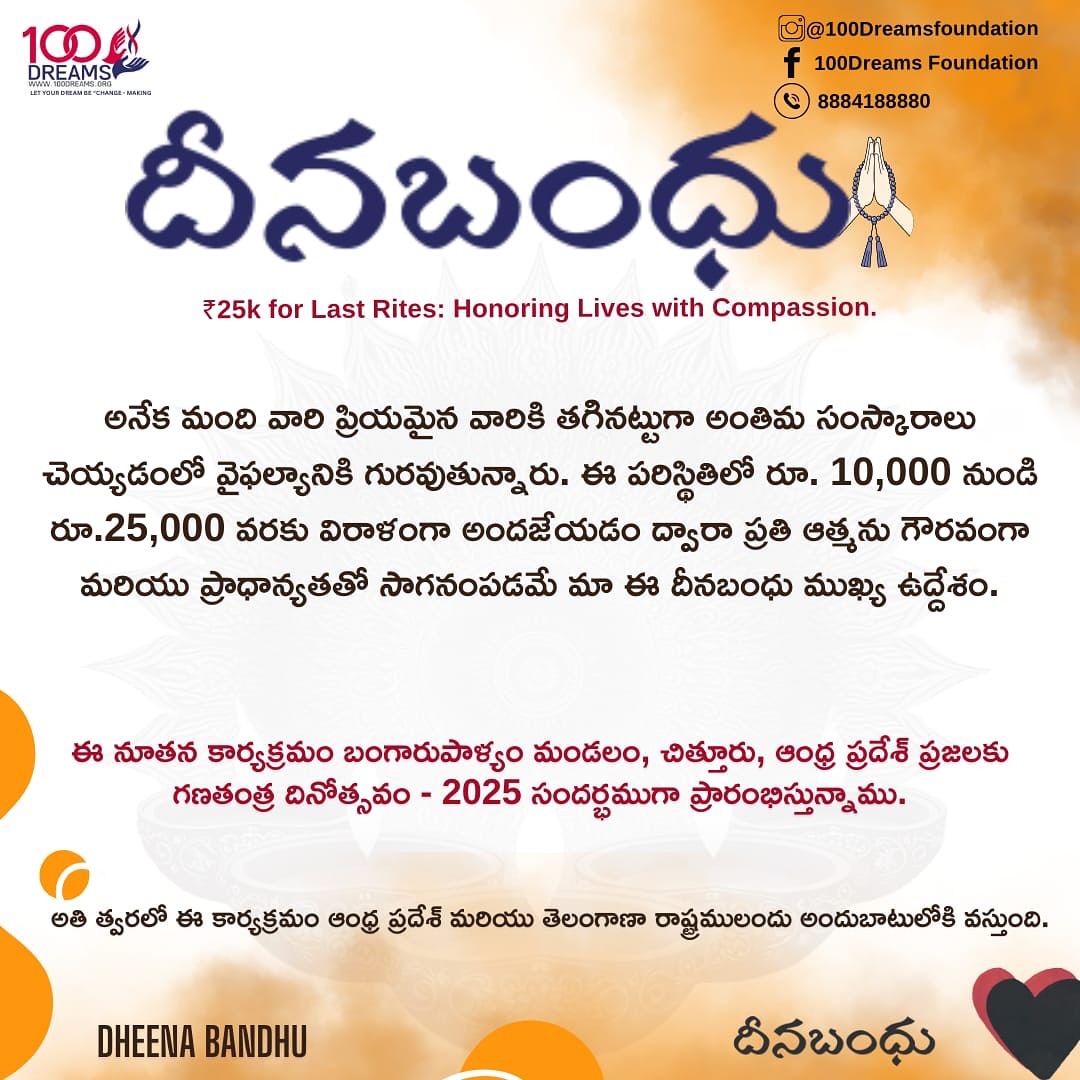 100
DREAMS
WWW.100DREAMS.ORG
LET YOUR DREAM BE "CHANGE - MAKING
@100Dreamsfoundation
100Dreams Foundation
8884188880
దీనబంధు
₹25k for Last Rites: Honoring Lives with Compassion.
అనేక మంది వారి ప్రియమైన వారికి తగినట్టుగా అంతిమ సంస్కారాలు
చెయ్యడంలో వైఫల్యానికి గురవుతున్నారు. ఈ పరిస్థితిలో రూ. 10,000 నుండి
రూ.25,000 వరకు విరాళంగా అందజేయడం ద్వారా ప్రతి ఆత్మను గౌరవంగా
మరియు ప్రాధాన్యతతో సాగనంపడమే మా ఈ దీనబంధు ముఖ్య ఉద్దేశం.
ఈ నూతన కార్యక్రమం బంగారుపాళ్యం మండలం, చిత్తూరు, ఆంధ్ర ప్రదేశ్ ప్రజలకు
గణతంత్ర దినోత్సవం - 2025 సందర్భముగా ప్రారంభిస్తున్నాము.
అతి త్వరలో ఈ కార్యక్రమం ఆంధ్ర ప్రదేశ్ మరియు తెలంగాణా రాష్ట్రములందు అందుబాటులోకి వస్తుంది.
DHEENA BANDHU
దీనబంధు